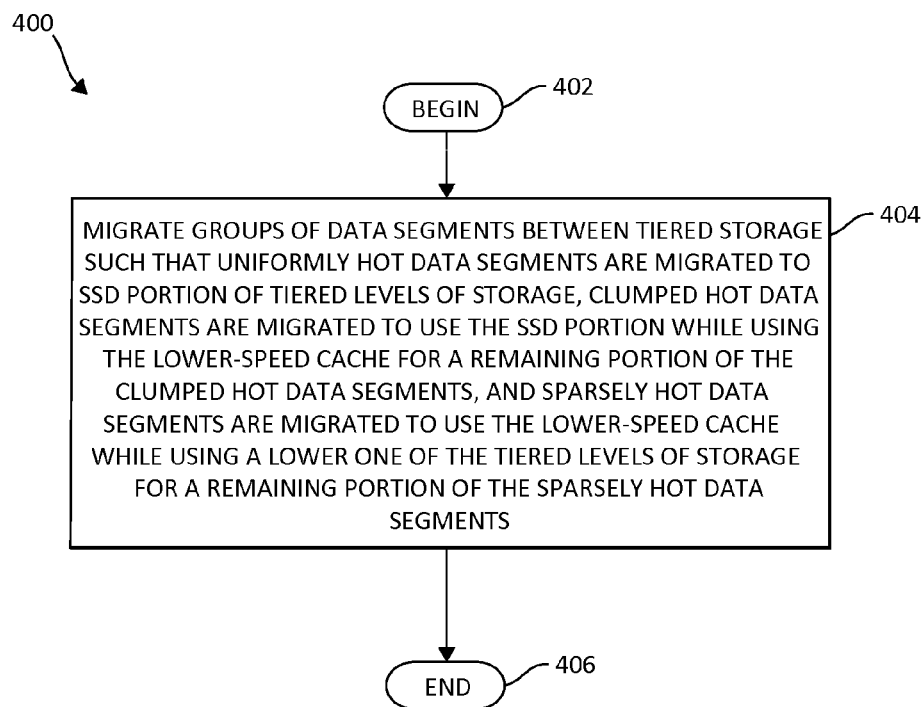 400
BEGIN
402
404
MIGRATE GROUPS OF DATA SEGMENTS BETWEEN TIERED STORAGE
SUCH THAT UNIFORMLY HOT DATA SEGMENTS ARE MIGRATED TO
SSD PORTION OF TIERED LEVELS OF STORAGE, CLUMPED HOT DATA
SEGMENTS ARE MIGRATED TO USE THE SSD PORTION WHILE USING
THE LOWER-SPEED CACHE FOR A REMAINING PORTION OF THE
CLUMPED HOT DATA SEGMENTS, AND SPARSELY HOT DATA
SEGMENTS ARE MIGRATED TO USE THE LOWER-SPEED CACHE
WHILE USING A LOWER ONE OF THE TIERED LEVELS OF STORAGE
FOR A REMAINING PORTION OF THE SPARSELY HOT DATA
SEGMENTS
END
406